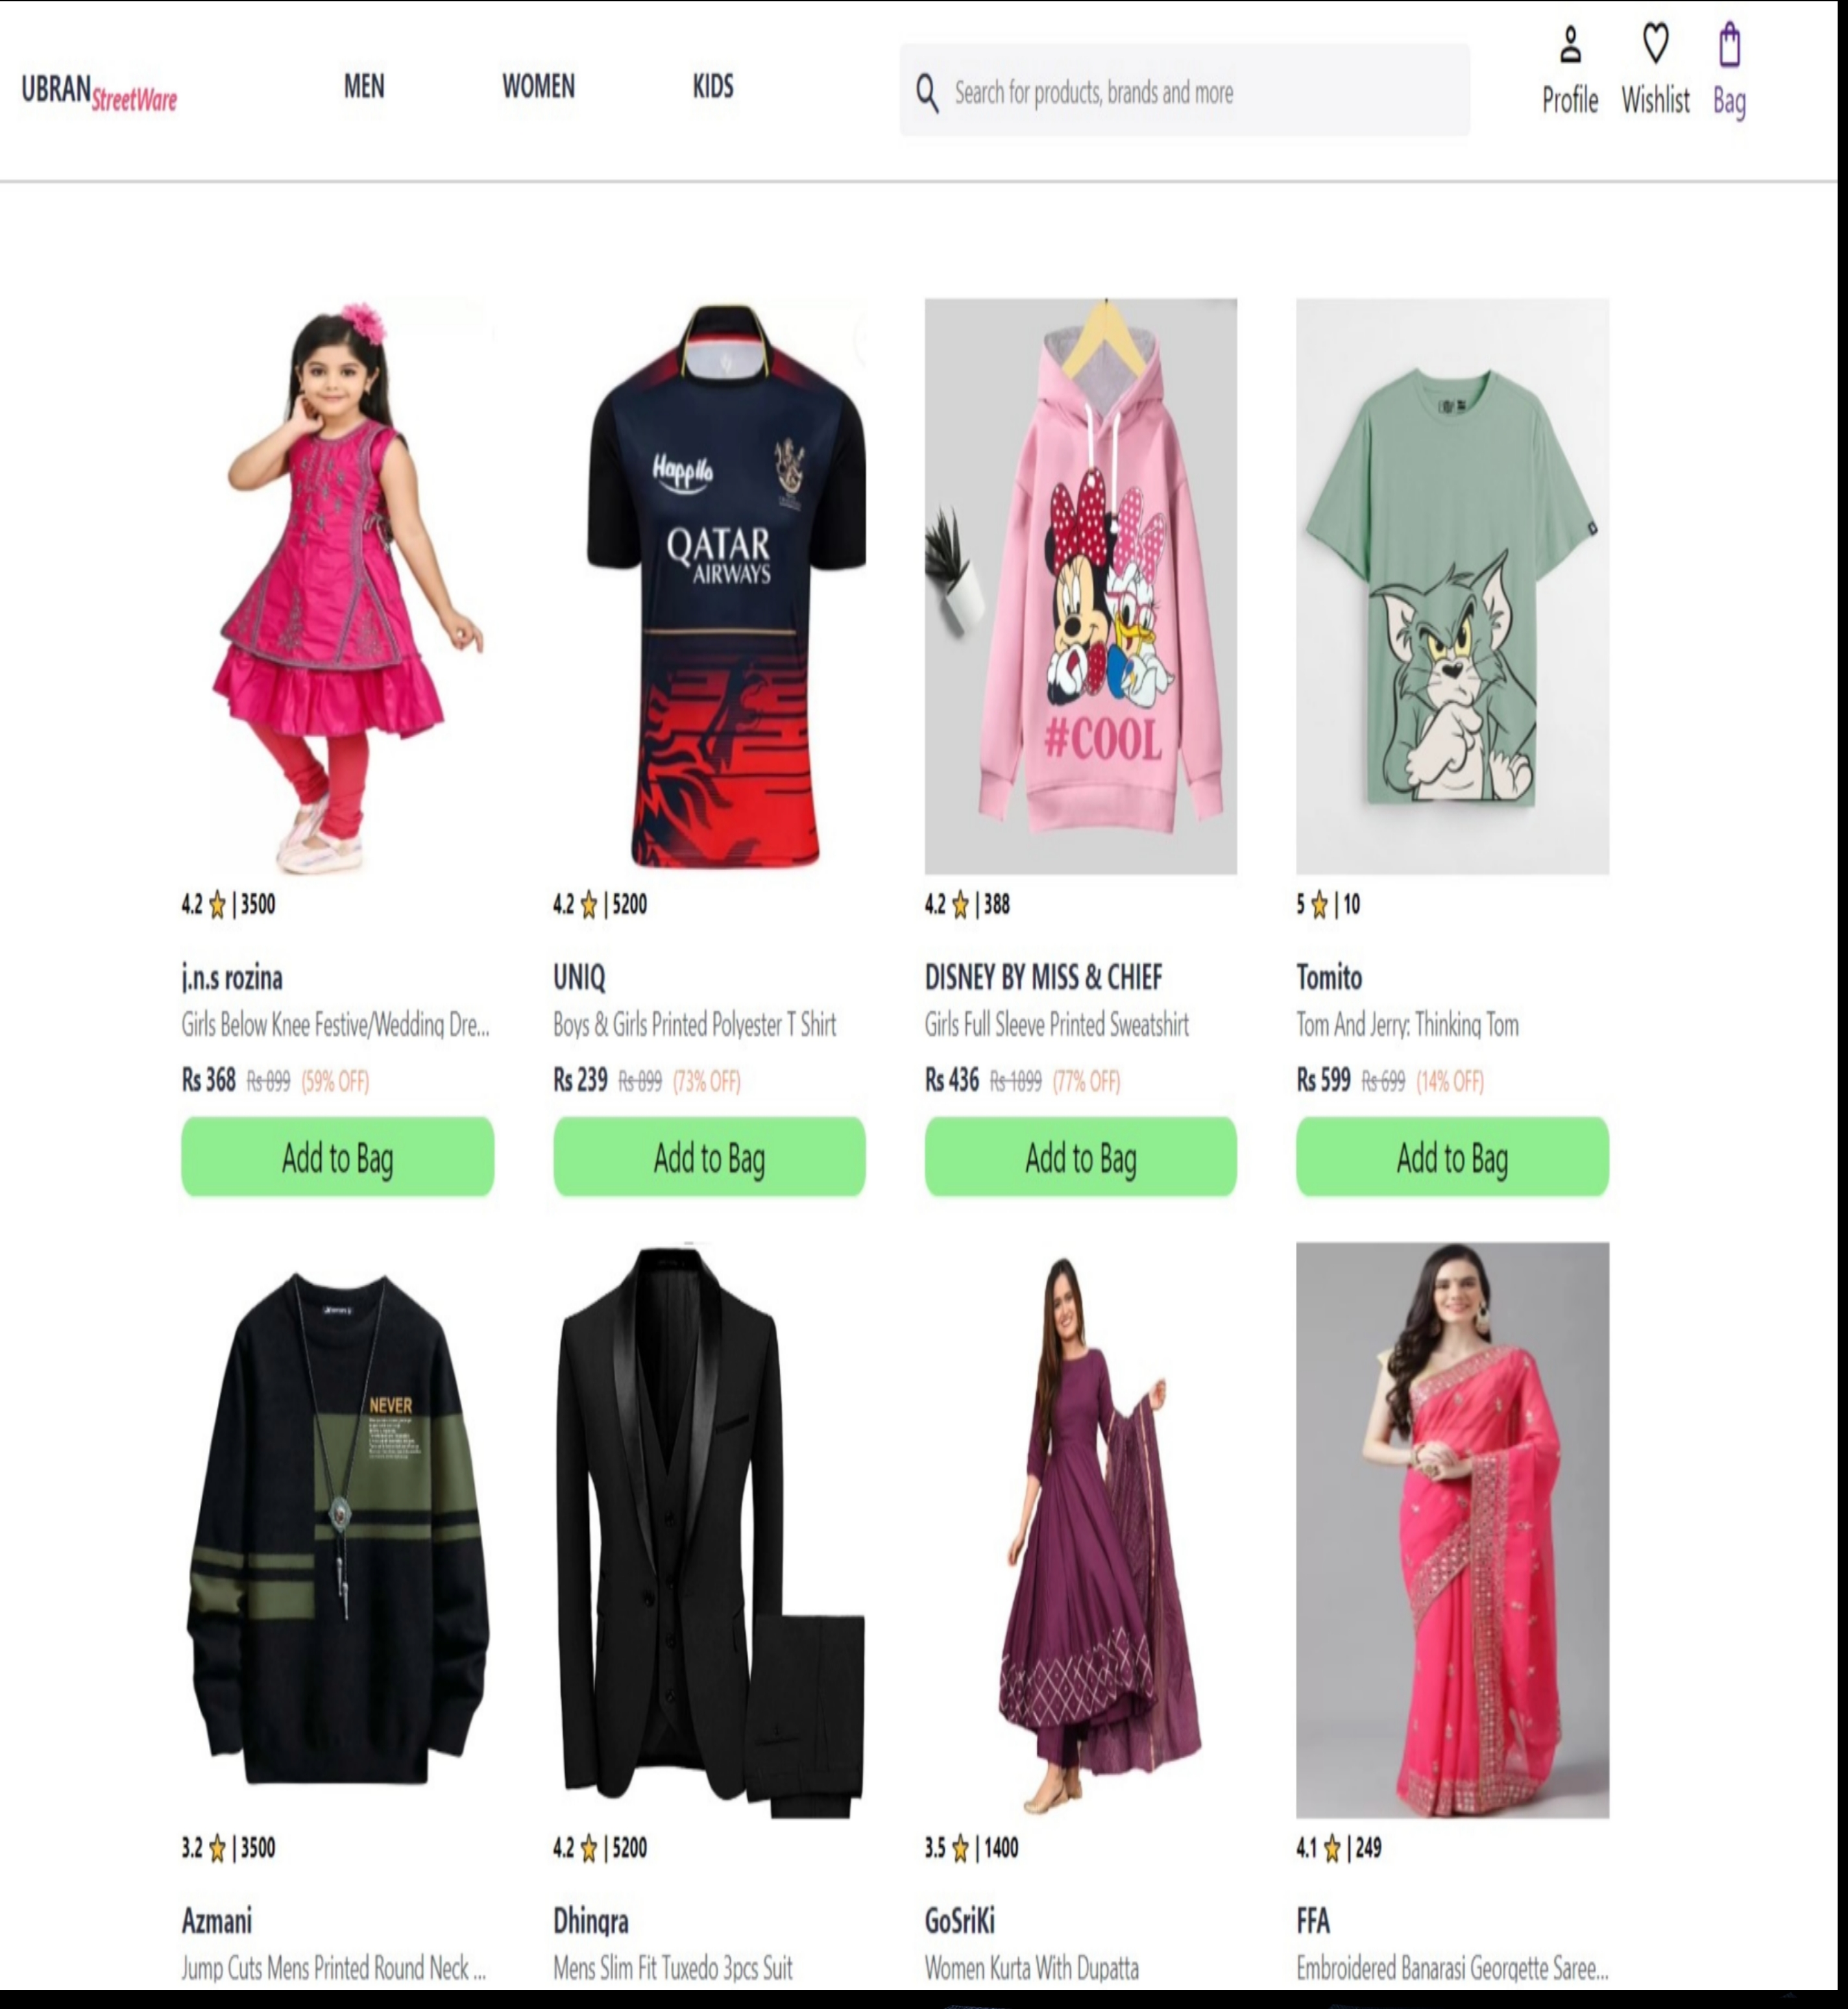 UBRAN StreetWare
MEN
WOMEN
KIDS
Search for products, brands and more
Profile
Wishlist
Bag
Happilo
QATAR
AIRWAYS
#COOL
4.2 ⭐ | 3500
j.n.s rozina
Girls Below Knee Festive/Wedding Dre...
Rs 368 Rs 899 (59% OFF)
Add to Bag
4.2 ⭐ | 5200
UNIQ
Boys & Girls Printed Polyester T Shirt
Rs 239 Rs 899 (73% OFF)
Add to Bag
4.2 ⭐ | 388
DISNEY BY MISS & CHIEF
Girls Full Sleeve Printed Sweatshirt
Rs 436 Rs 1899 (77% OFF)
Add to Bag
5 ⭐ | 10
Tomito
Tom And Jerry: Thinking Tom
Rs 599 Rs 699 (14% OFF)
Add to Bag
NEVER
3.2 ⭐ | 3500
Azmani
Jump Cuts Mens Printed Round Neck ...
4.2 ⭐ | 5200
Dhingra
Mens Slim Fit Tuxedo 3pcs Suit
3.5 ⭐ | 1400
GoSriKi
Women Kurta With Dupatta
4.1 ⭐ | 249
FFA
Embroidered Banarasi Georgette Saree...